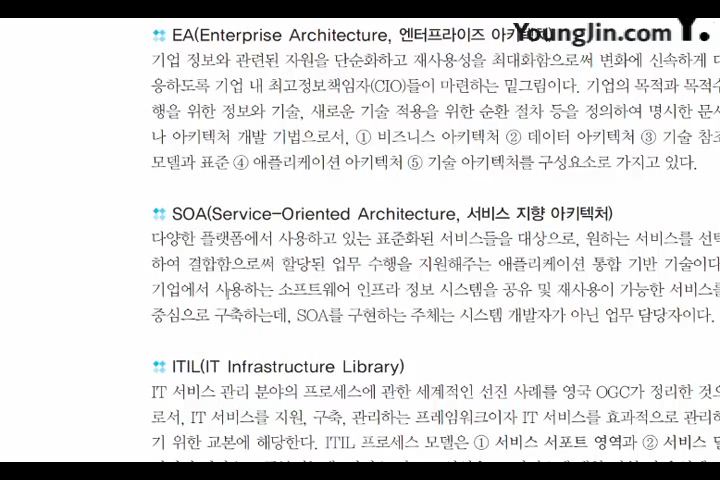 EA(Enterprise Architecture, 엔터프라이즈 아키텍처)
YoungJin.com Y.
기업 정보와 관련된 자원을 단순화하고 재사용성을 최대화함으로써 변화에 신속하게 대
응하도록 기업 내 최고정보책임자(CIO)들이 마련하는 밑그림이다. 기업의 목적과 목적수
행을 위한 정보와 기술, 새로운 기술 적용을 위한 순환 절차 등을 정의하여 명시한 문서
나 아키텍처 개발 기법으로서, ① 비즈니스 아키텍처 ② 데이터 아키텍처 ③ 기술 참조
모델과 표준 ④ 애플리케이션 아키텍처 ⑤ 기술 아키텍처를 구성요소로 가지고 있다.
SOA(Service-Oriented Architecture, 서비스 지향 아키텍처)
다양한 플랫폼에서 사용하고 있는 표준화된 서비스들을 대상으로, 원하는 서비스를 선택
하여 결합함으로써 할당된 업무 수행을 지원해주는 애플리케이션 통합 기반 기술이다
기업에서 사용하는 소프트웨어 인프라 정보 시스템을 공유 및 재사용이 가능한 서비스를
중심으로 구축하는데, SOA를 구현하는 주체는 시스템 개발자가 아닌 업무 담당자이다.
ITIL(IT Infrastructure Library)
IT 서비스 관리 분야의 프로세스에 관한 세계적인 선진 사례를 영국 OGC가 정리한 것으
로서, IT 서비스를 지원, 구축, 관리하는 프레임워크이자 IT 서비스를 효과적으로 관리하
기 위한 교본에 해당한다. ITIL 프로세스 모델은 ① 서비스 서포트 영역과 ② 서비스 딜